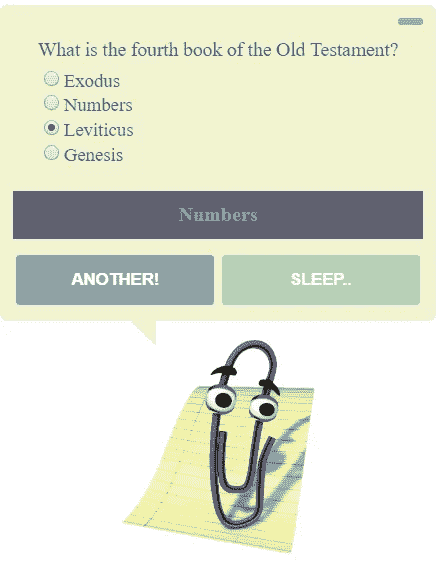 What is the fourth book of the Old Testament?
Exodus
Numbers
Leviticus
Genesis
Numbers
ANOTHER!
SLEEP..